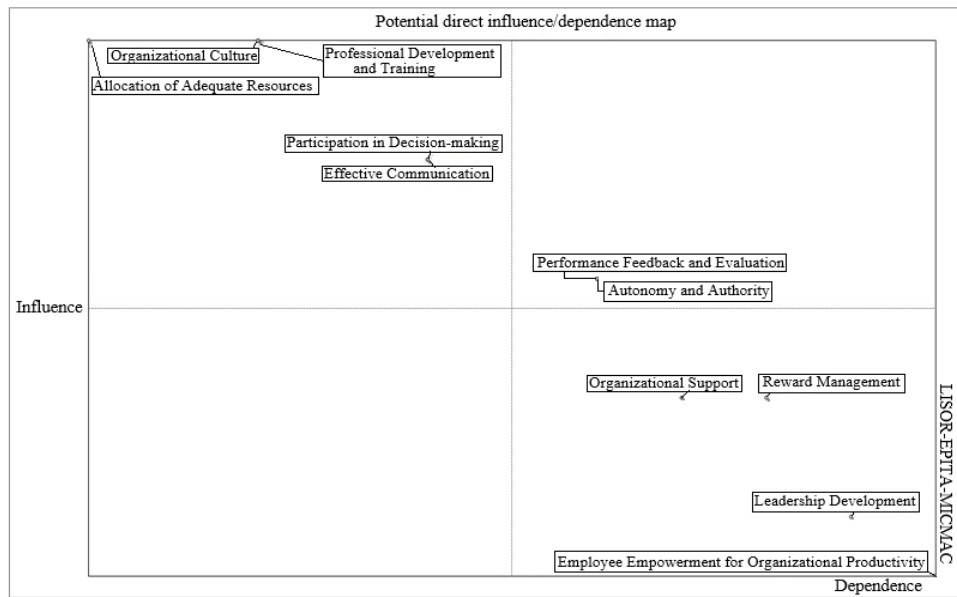 Potential direct influence/dependence map
Organizational Culture
Professional Development
and Training
Allocation of Adequate Resources
Participation in Decision-making
Effective Communication
Performance Feedback and Evaluation
Autonomy and Authority
Influence
Organizational Support
Reward Management
Leadership Development
Employee Empowerment for Organizational Productivity
Dependence
LISOR-EPITA-MICMAC